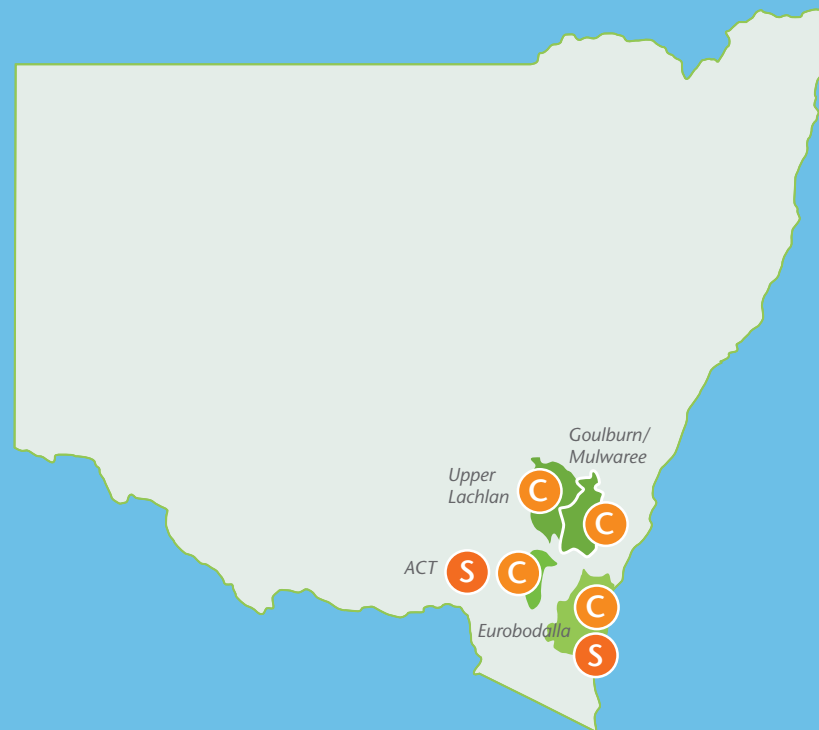 Goulburn/
Mulwaree
Upper
Lachlan
C
C
ACT
S
C
C
Eurobodalla
S